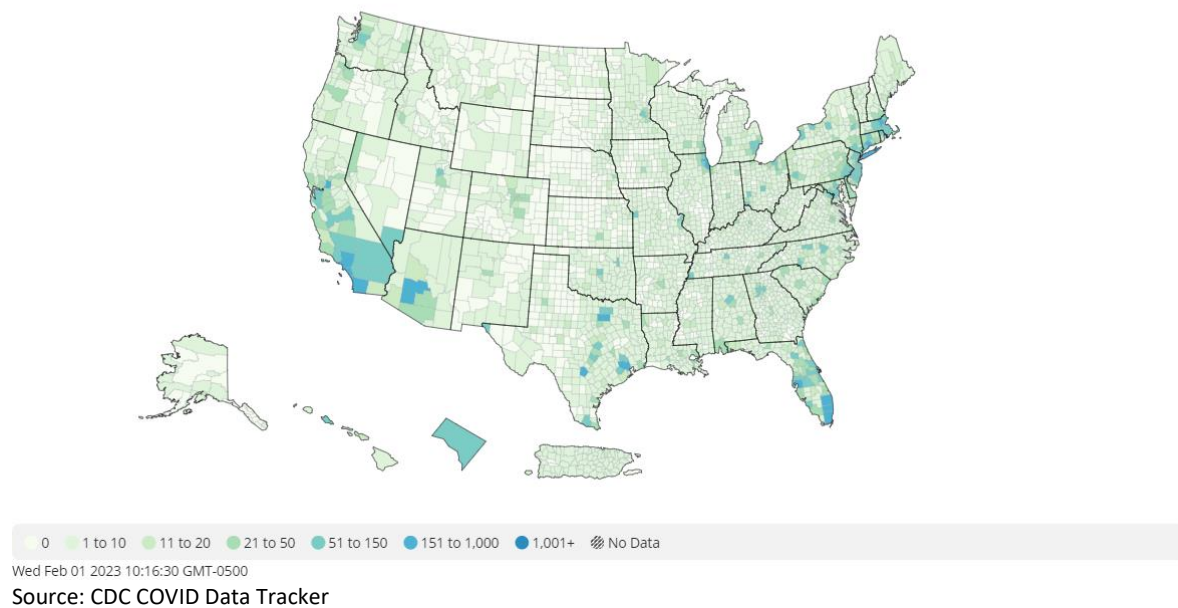 0 1 to 10 11 to 20 21 to 50 51 to 150 151 to 1,000 1,001+ No Data
Wed Feb 01 2023 10:16:30 GMT-0500
Source: CDC COVID Data Tracker